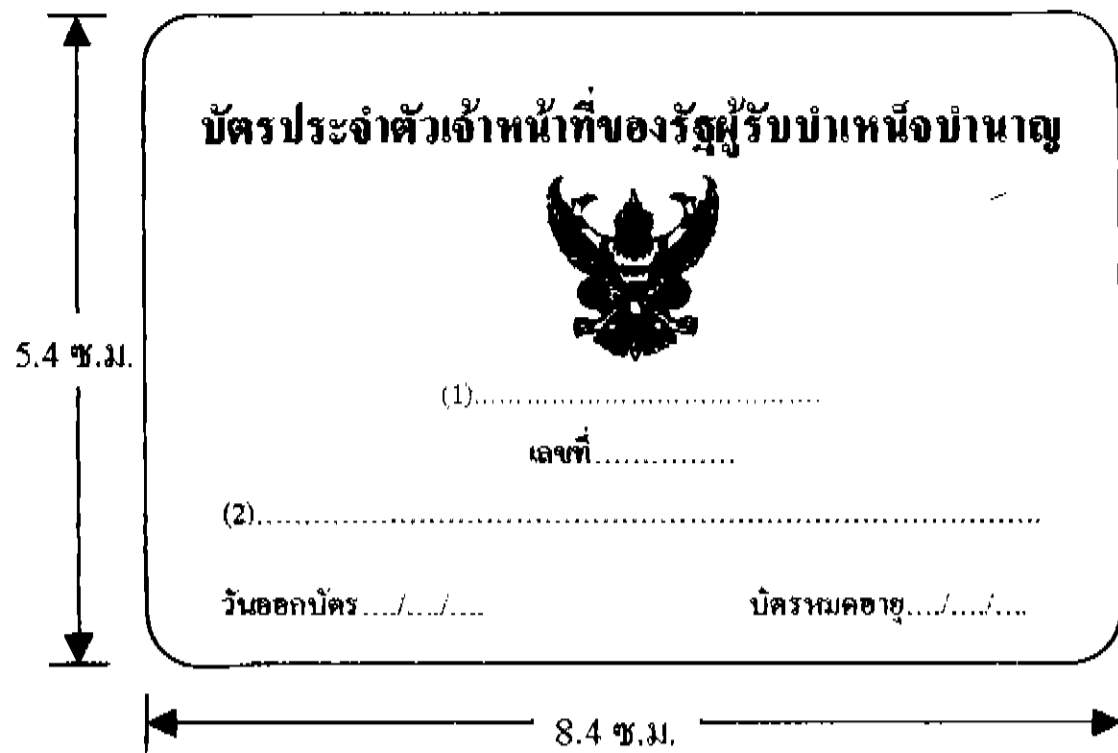 บัตรประจำตัวเจ้าหน้าที่ของรัฐผู้รับบำเหน็จบำนาญ
5.4 ซ.ม.
(1)....................................
เลขที่...............
(2)....................................................................................
วันออกบัตร..../..../.... บัตรหมดอายุ..../..../....
8.4 ซ.ม.